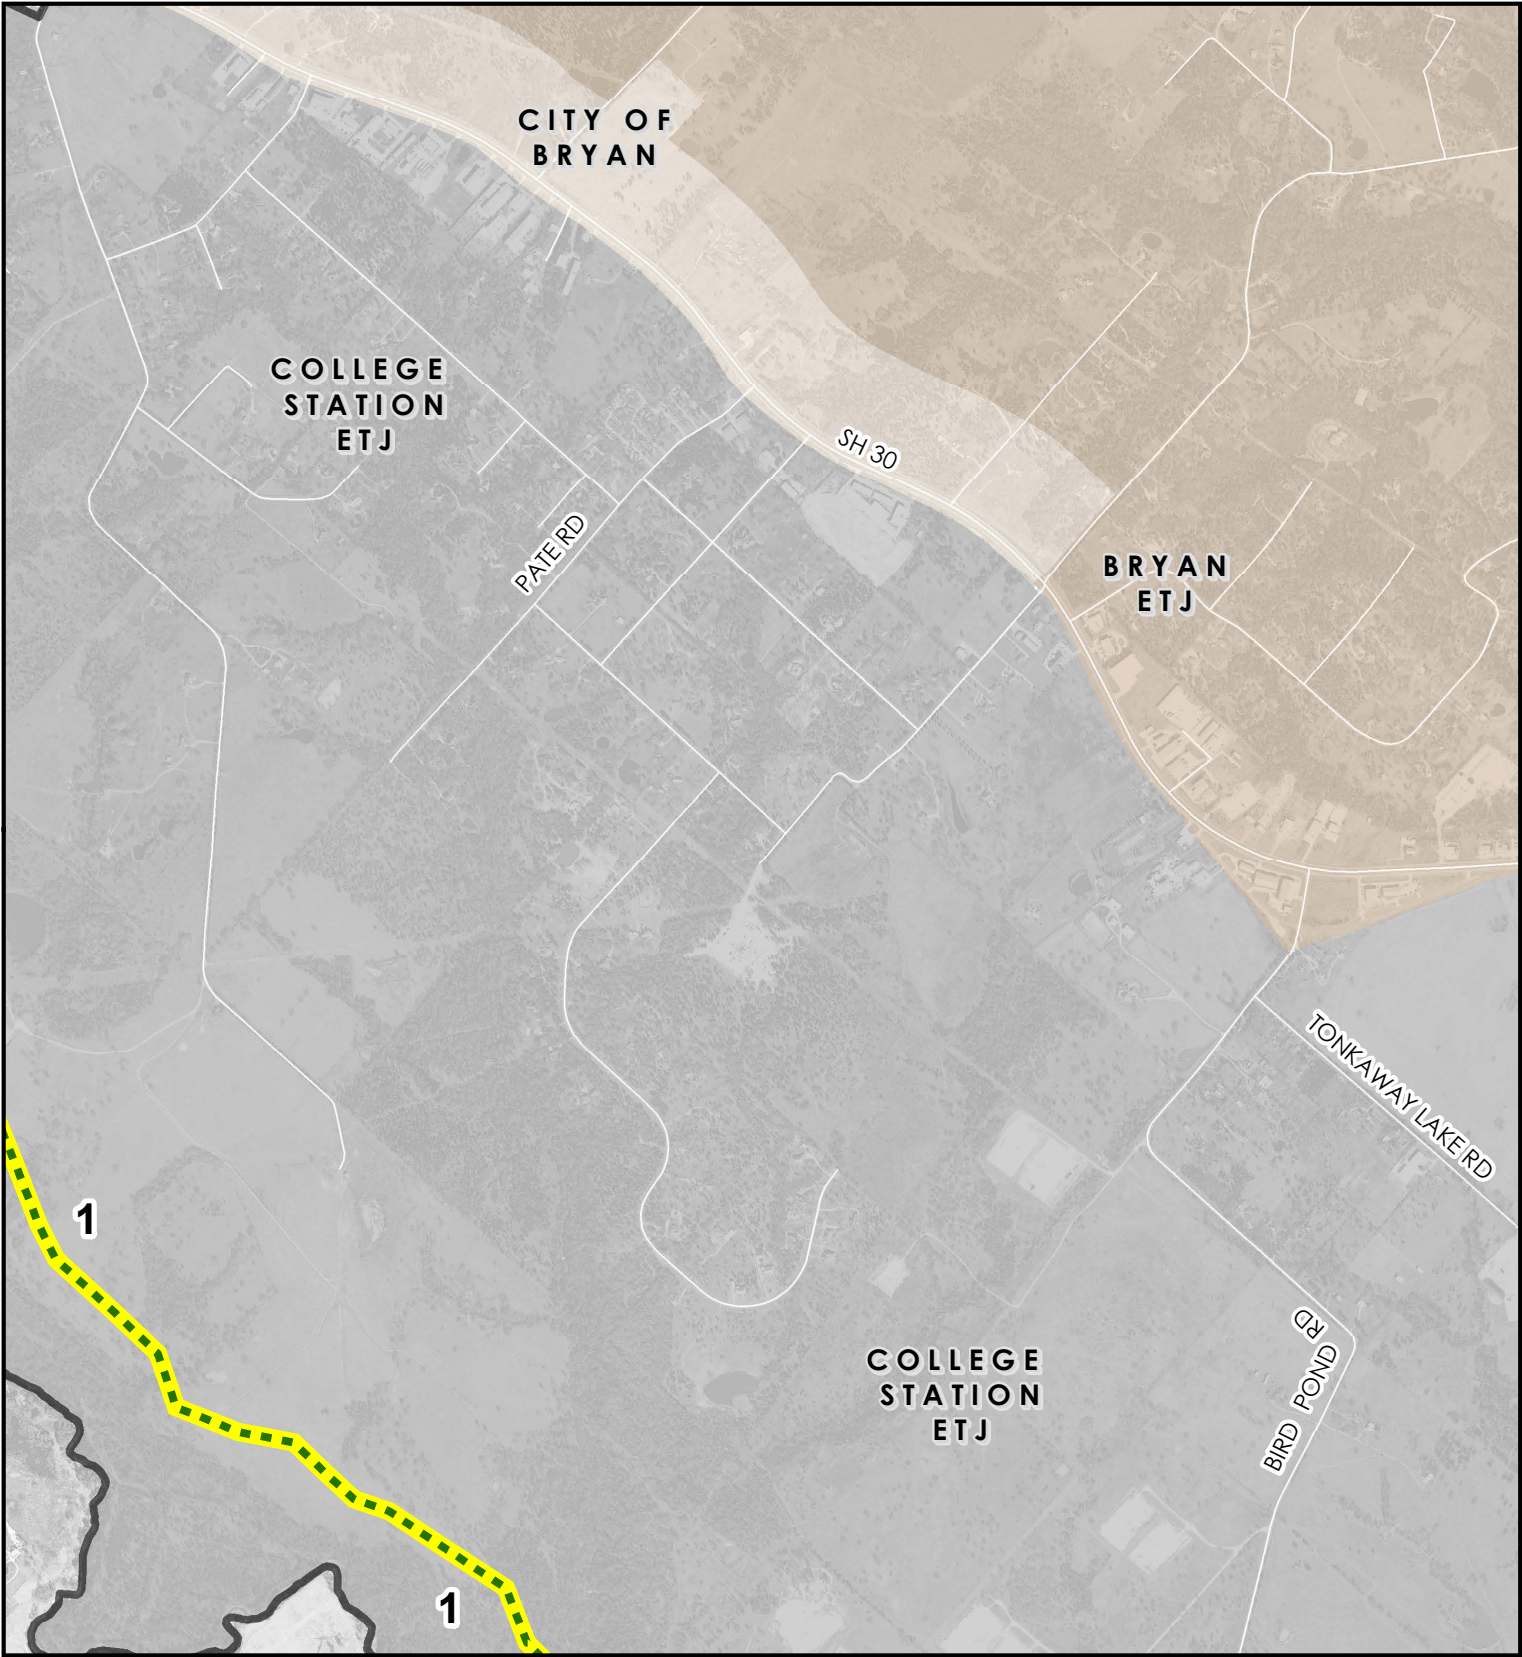 CITY OF
BRYAN
COLLEGE
STATION
ETJ
SH 30
PATE RD
BRYAN
ETJ
TONKAWAY LAKE RD
1
RD
BIRD POND
COLLEGE
STATION
ETJ
1